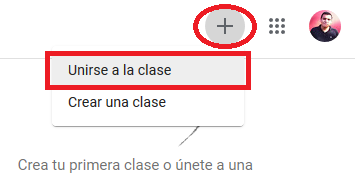 Unirse a la clase
Crear una clase
Crea tu primera clase o únete a una